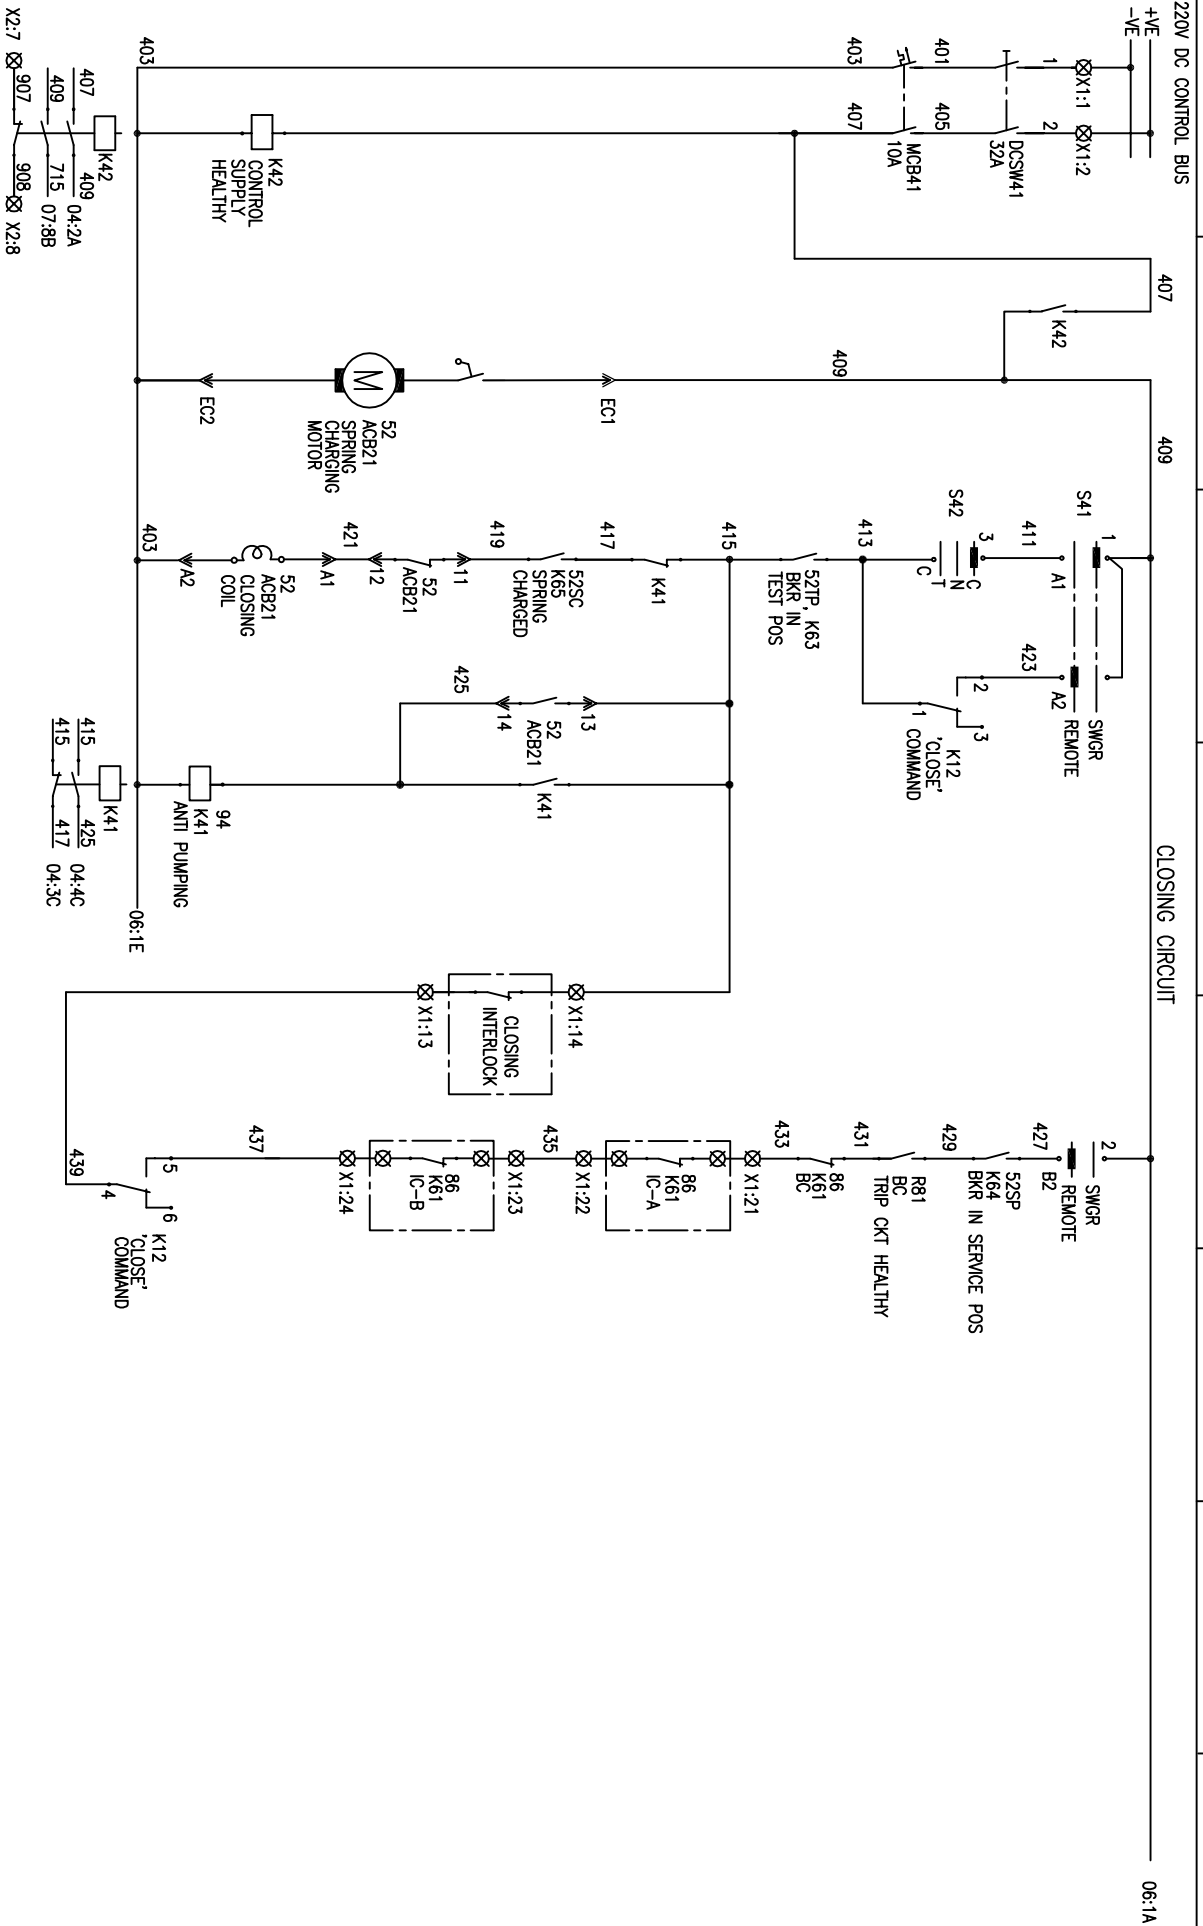 220V DC CONTROL BUS
+VE
-VE
1
X1:1
2
X1:2
DCSW41
32A
401
405
MCB41
10A
403
407
K42
CONTROL
SUPPLY
HEALTHY
403
K42
407
409
04:2A
409
715
07:8B
X2:7
907
908
X2:8
407
K42
409
EC1
52
ACB21
SPRING
CHARGING
MOTOR
EC2
409
CLOSING CIRCUIT
06:1A
S41
1
SWGR
REMOTE
A1
A2
411
423
S42
3
C
N
T
C
2
3
1
K12
'CLOSE'
COMMAND
413
52TP, K63
BKR IN
TEST POS
415
K41
417
52SC
K65
SPRING
CHARGED
419
11
52
ACB21
12
421
A1
52
ACB21
CLOSING
COIL
A2
403
13
52
ACB21
14
425
K41
94
K41
ANTI PUMPING
06:1E
K41
415
425
04:4C
415
417
04:3C
X1:14
CLOSING
INTERLOCK
X1:13
2
SWGR
REMOTE
B2
427
52SP
K64
BKR IN SERVICE POS
429
R81
BC
TRIP CKT HEALTHY
431
86
K61
BC
433
X1:21
86
K61
IC-A
X1:22
435
X1:23
86
K61
IC-B
X1:24
437
5
6
4
K12
'CLOSE'
COMMAND
439